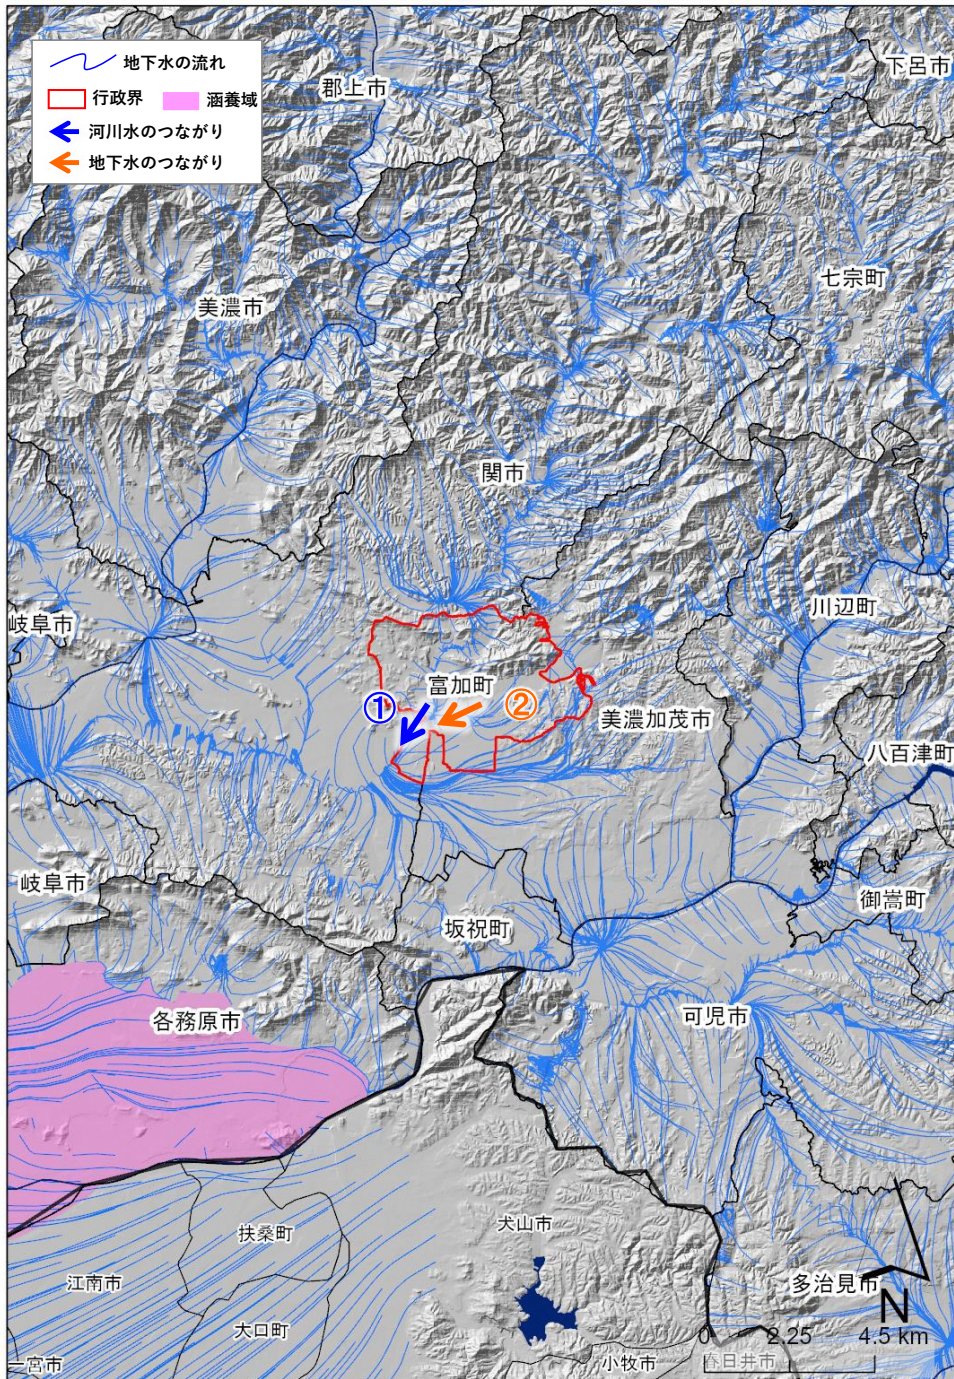 地下水の流れ
行政界 涵養域
河川水のつながり
地下水のつながり
郡上市
下呂市
美濃市
七宗町
関市
川辺町
岐阜市
富加町
① ②
美濃加茂市
八百津町
岐阜市
御嵩町
坂祝町
各務原市
可児市
犬山市
扶桑町
江南市
多治見市
大口町
N
0 2.25 4.5 km
一宮市
小牧市
春日井市